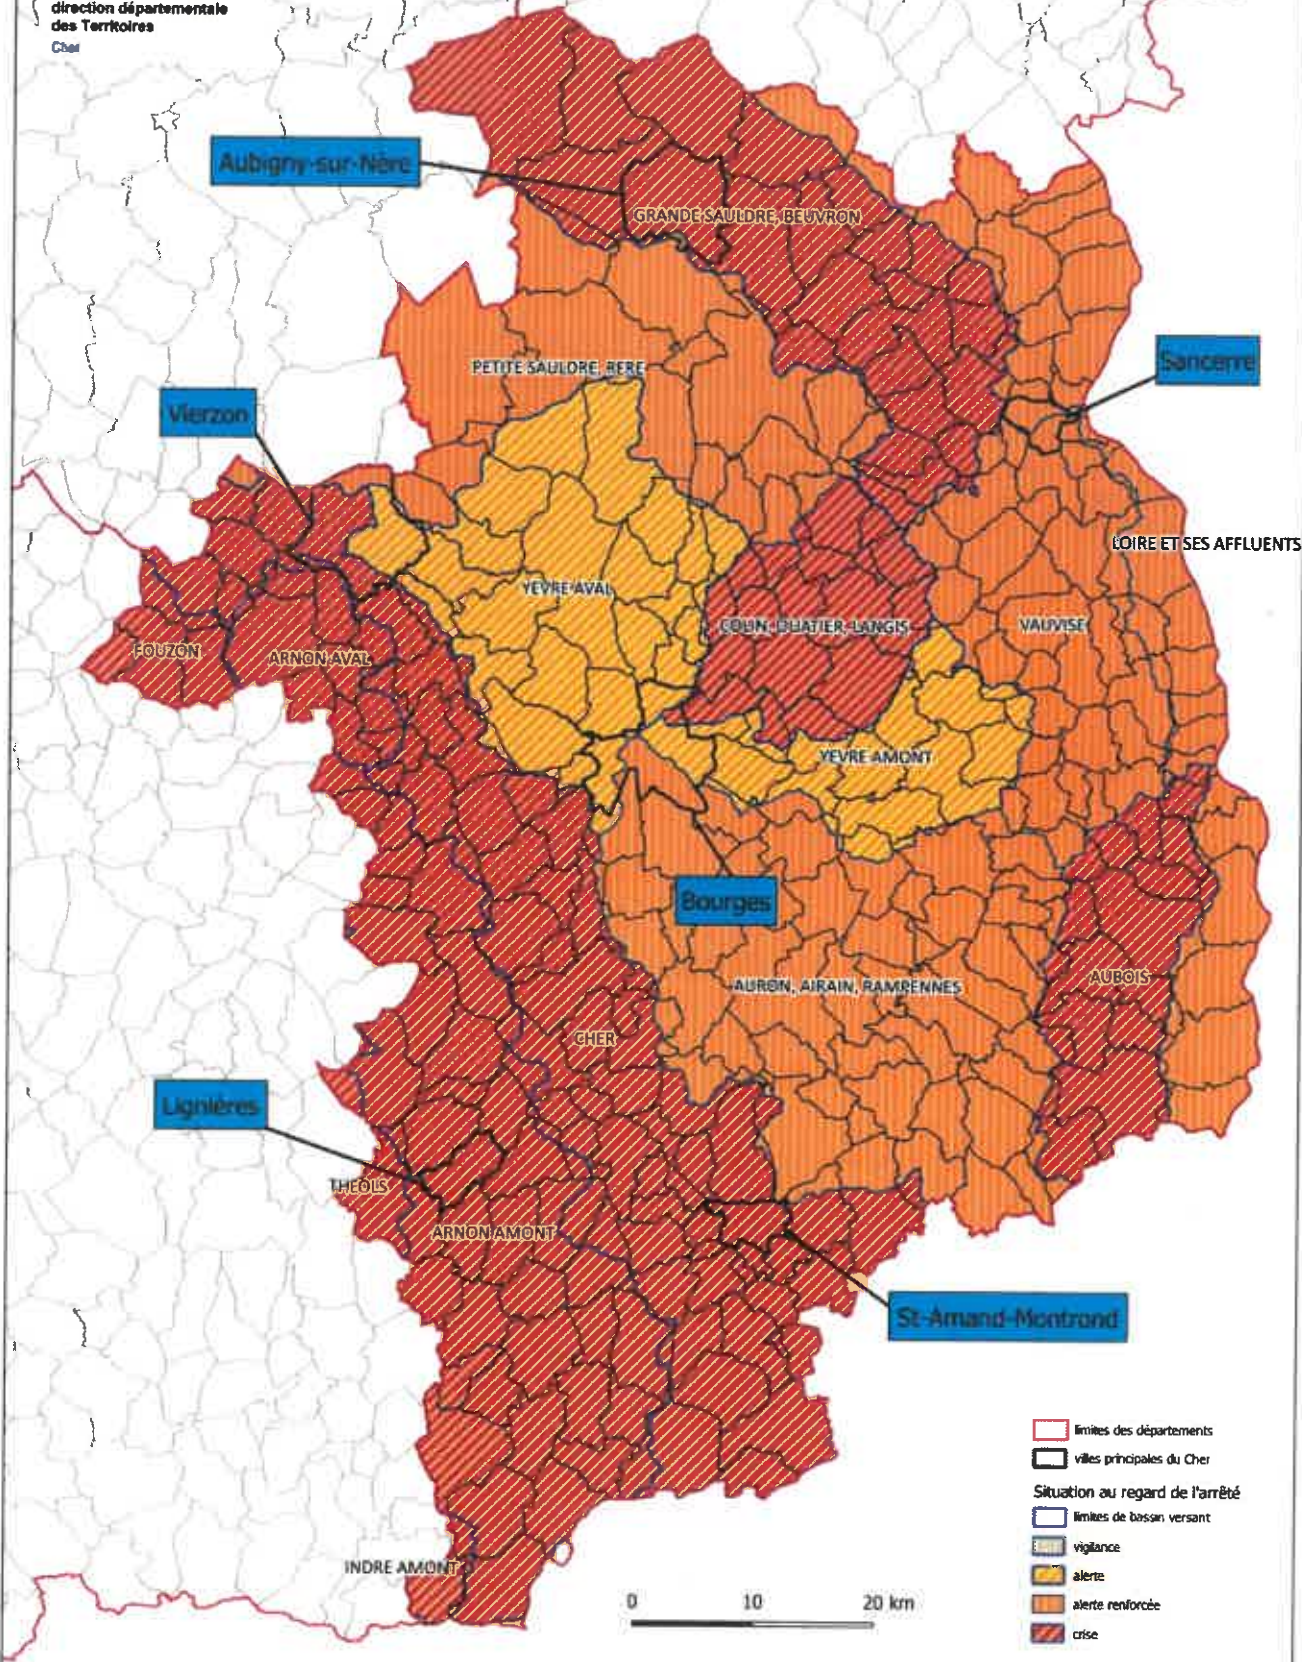 direction départementale
des Territoires
Cher
Aubigny-sur-Nère
GRANDE SAULDRE, BEUVRON
Sancerre
PETITE SAULDRE, RERE
Vierzon
LOIRE ET SES AFFLUENTS
YEVRE AVAL
COLIN, OUATIER, LANGIS
VAUVISE
FOUZON
ARNON AVAL
YEVRE AMONT
Bourges
AUBOIS
AURON, AIRAIN, RAMPENNES
CHER
Lignières
THEOLS
ARNON AMONT
St-Amand-Montrond
INDRE AMONT
0 10 20 km
limites des départements
villes principales du Cher
Situation au regard de l'arrêté
limites de bassin versant
vigilance
alerte
alerte renforcée
crise